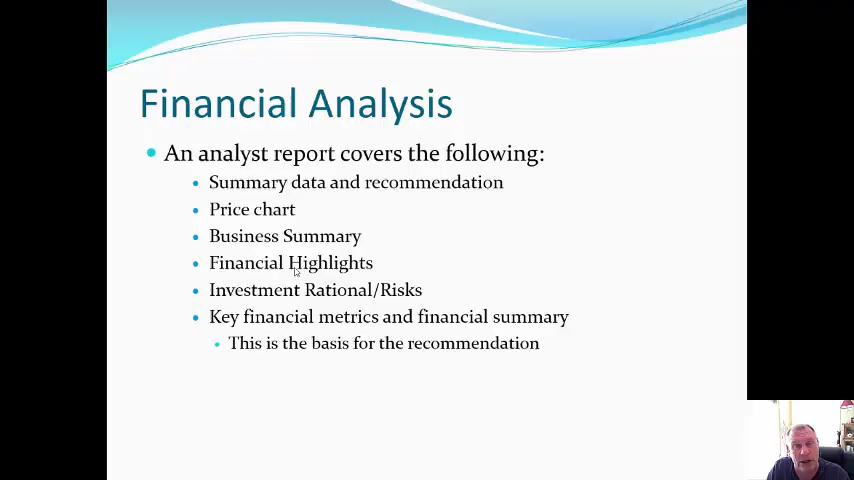 Financial Analysis
An analyst report covers the following:
Summary data and recommendation
Price chart
Business Summary
Financial Highlights
Investment Rational/Risks
Key financial metrics and financial summary
This is the basis for the recommendation